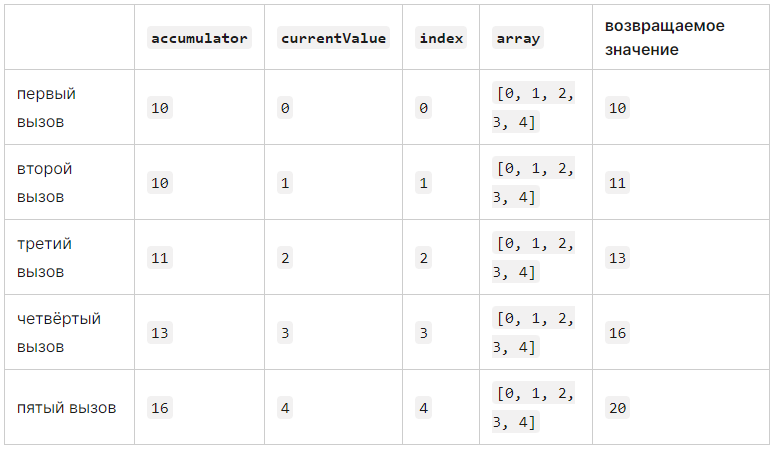 accumulator currentValue index array возвращаемое
значение
первый
вызов 10 0 0 [0, 1, 2,
3, 4] 10
второй
вызов 10 1 1 [0, 1, 2,
3, 4] 11
третий
вызов 11 2 2 [0, 1, 2,
3, 4] 13
четвёртый
вызов 13 3 3 [0, 1, 2,
3, 4] 16
пятый вызов 16 4 4 [0, 1, 2,
3, 4] 20